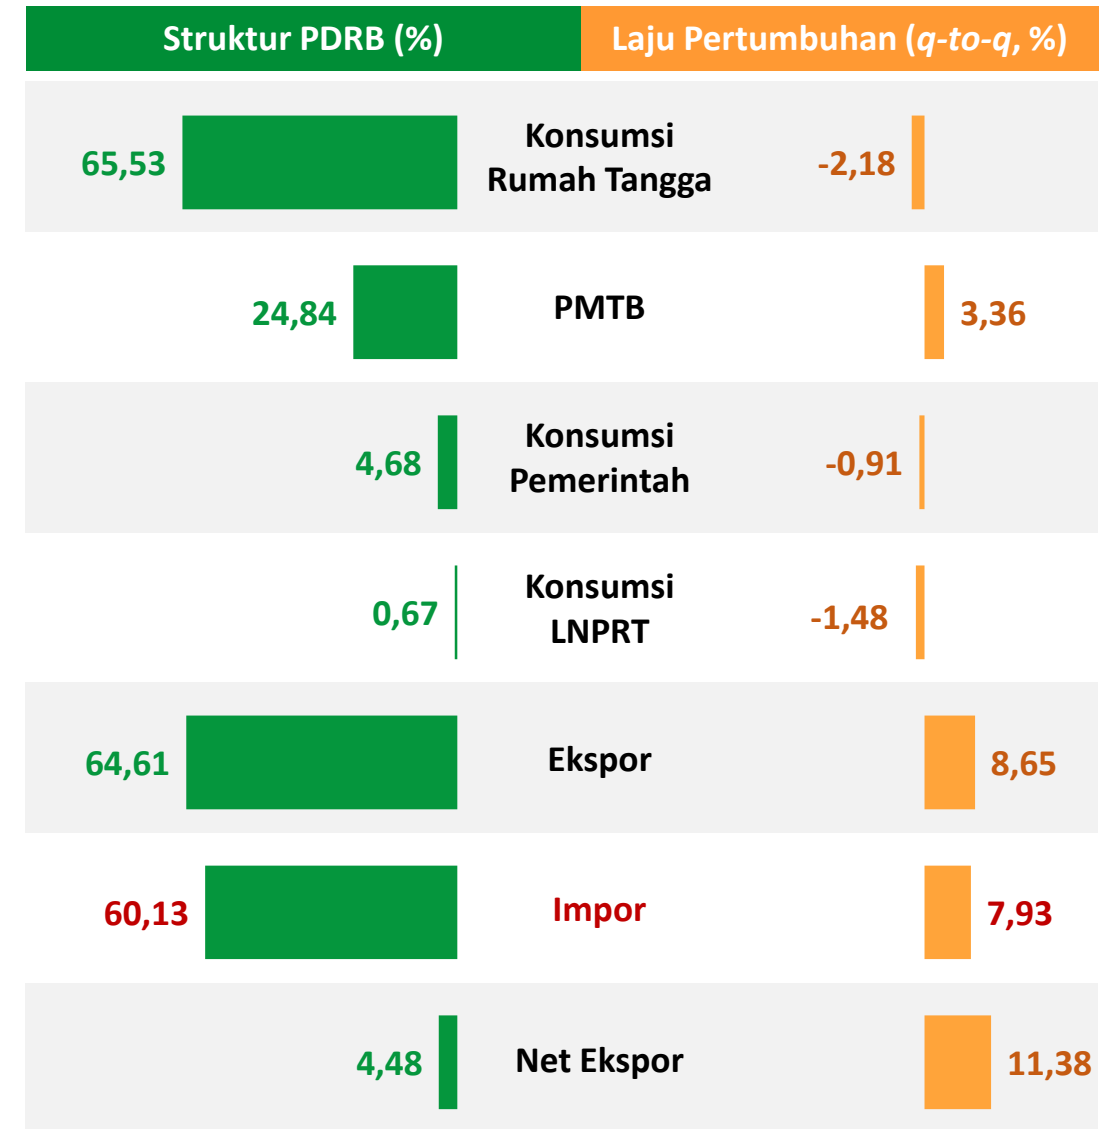 Struktur PDRB (%)
Laju Pertumbuhan (q-to-q, %)
65,53
Konsumsi
Rumah Tangga
-2,18
24,84
PMTB
3,36
4,68
Konsumsi
Pemerintah
-0,91
0,67
Konsumsi
LNPRT
-1,48
64,61
Ekspor
8,65
60,13
Impor
7,93
4,48
Net Ekspor
11,38